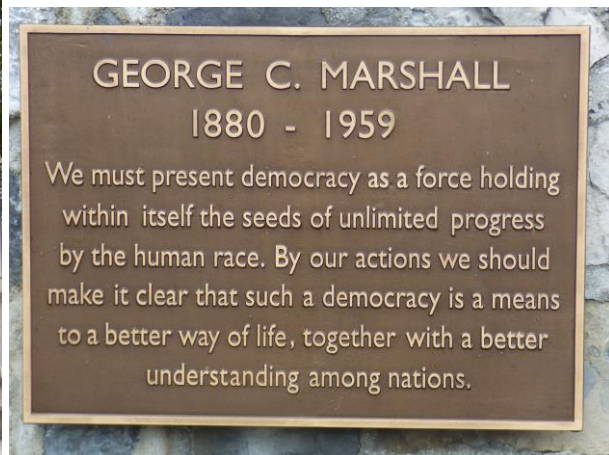 GEORGE C. MARSHALL
1880 - 1959
We must present democracy as a force holding
within itself the seeds of unlimited progress
by the human race. By our actions we should
make it clear that such a democracy is a means
to a better way of life, together with a better
understanding among nations.